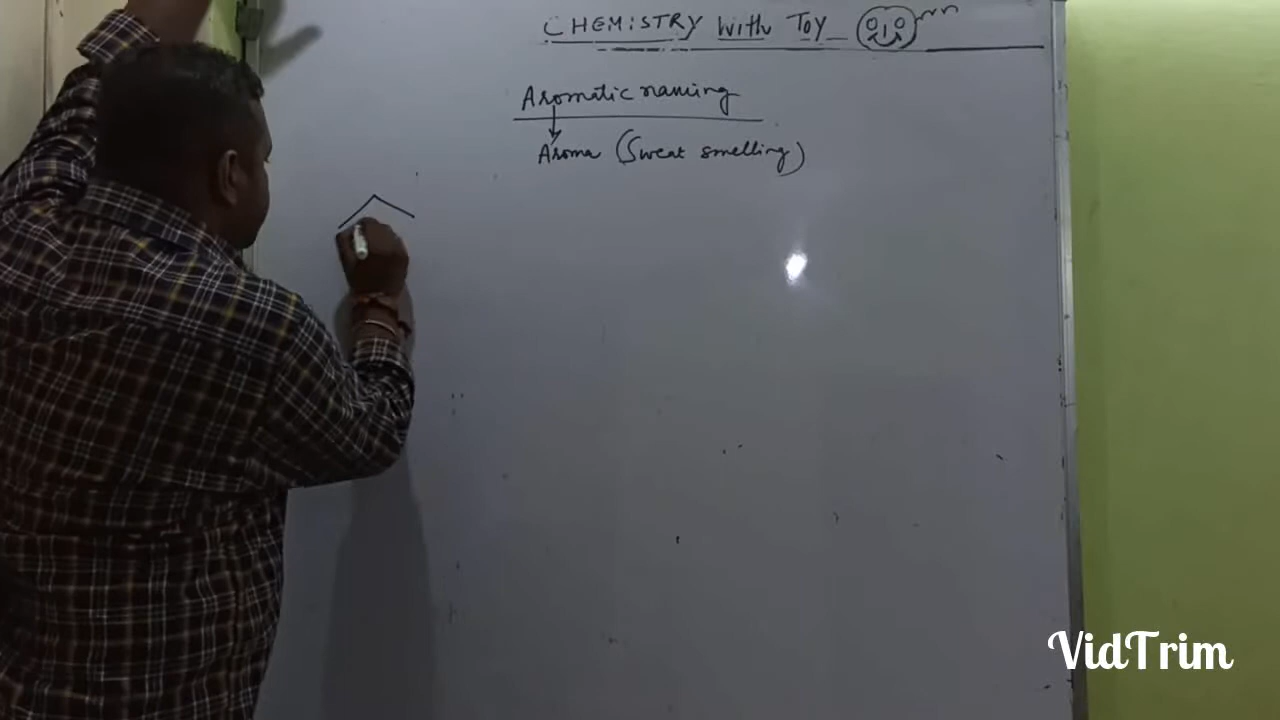 CHEMISTRY With TOY
Aromatic naming
Aroma (Sweat smelling)
VidTrim